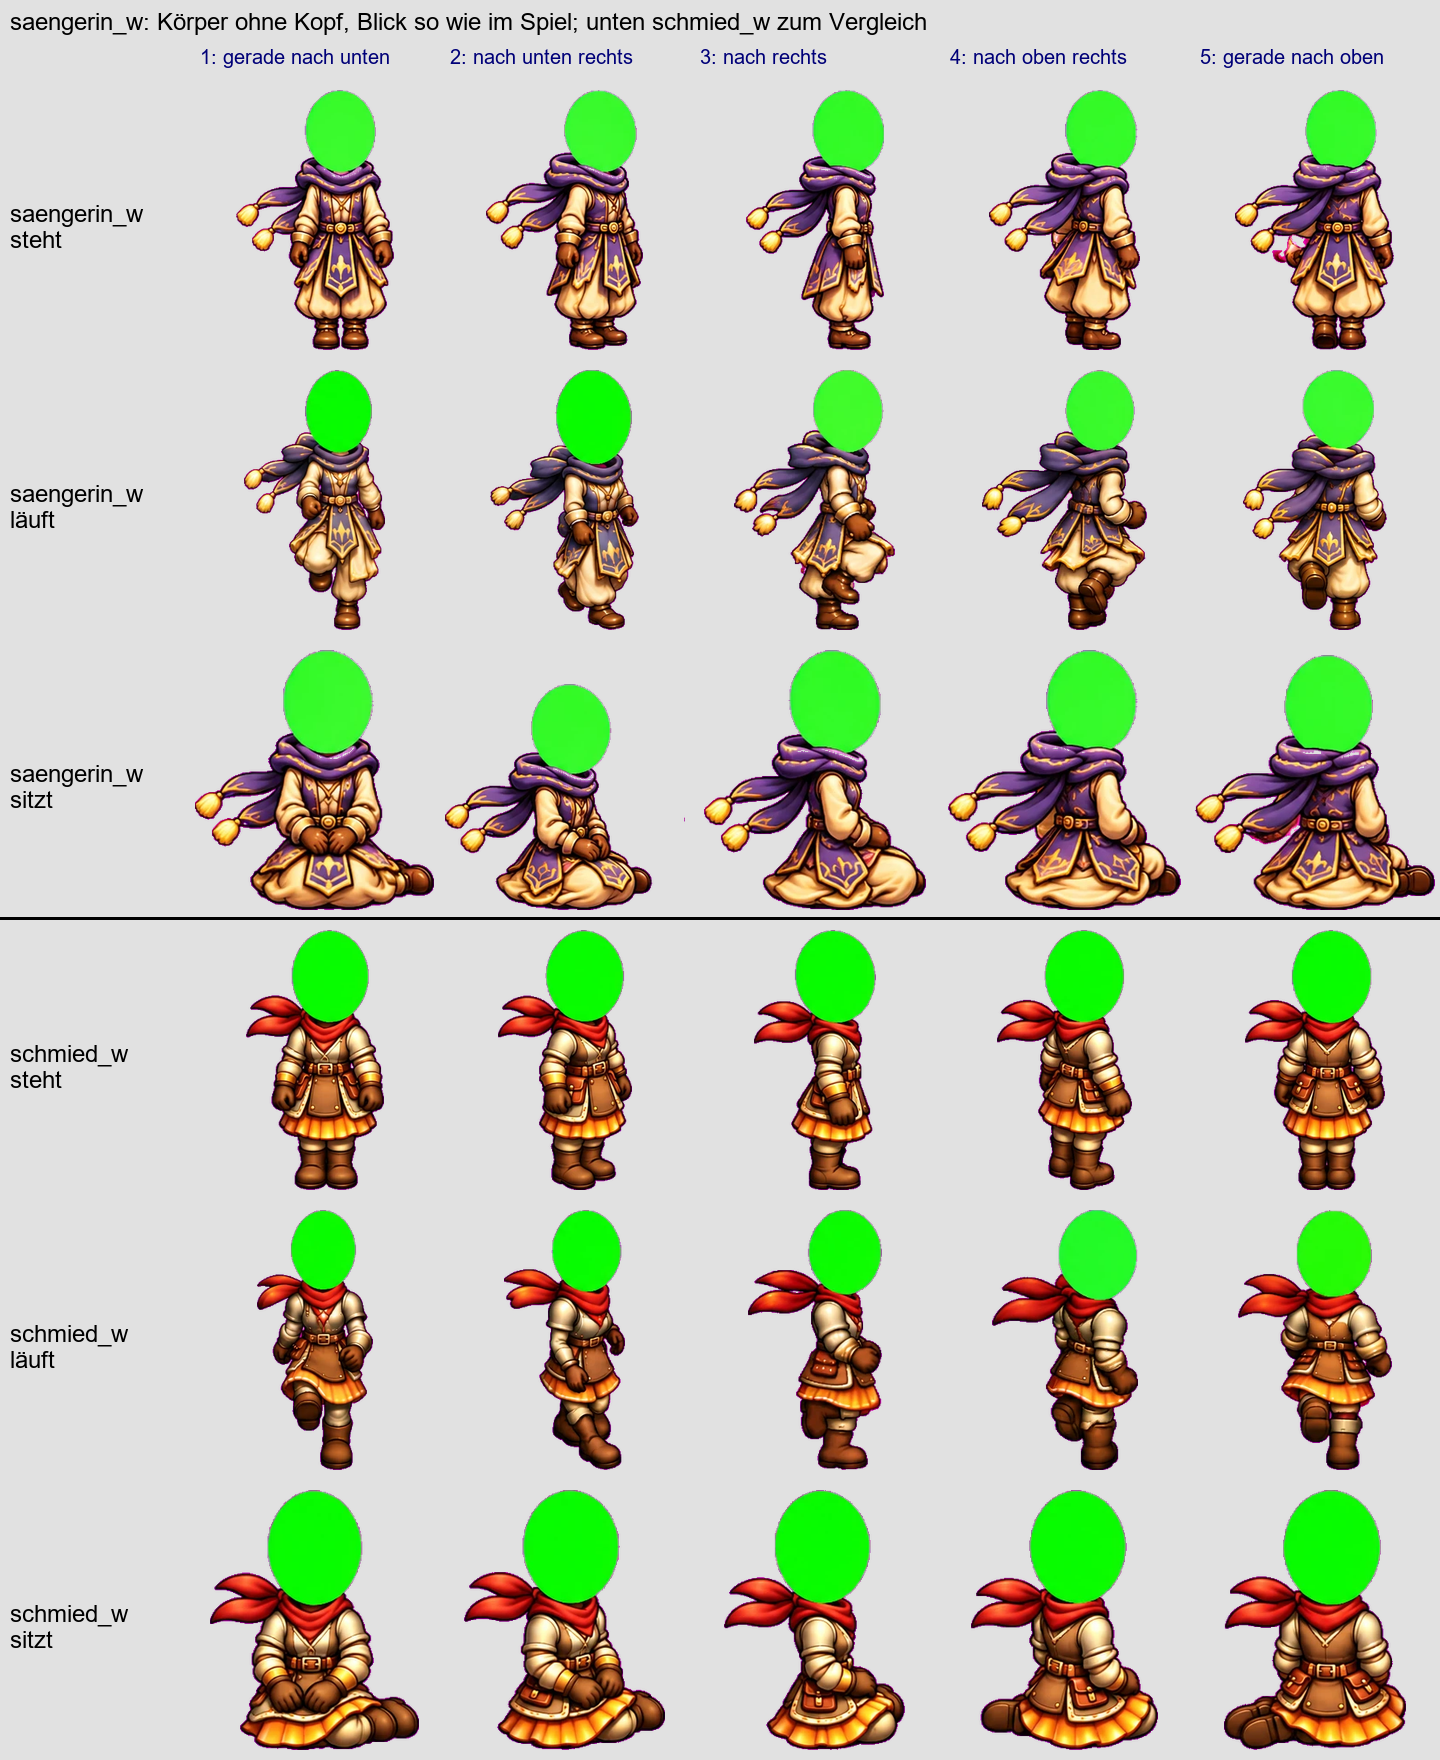 saengerin_w: Körper ohne Kopf, Blick so wie im Spiel; unten schmied_w zum Vergleich
1: gerade nach unten
2: nach unten rechts
3: nach rechts
4: nach oben rechts
5: gerade nach oben
saengerin_w
steht
saengerin_w
läuft
saengerin_w
sitzt
schmied_w
steht
schmied_w
läuft
schmied_w
sitzt